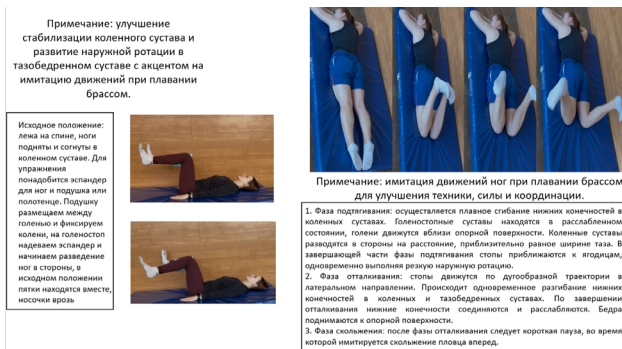 Примечание: улучшение
стабилизации коленного сустава и
развитие наружной ротации в
тазобедренном суставе с акцентом на
имитацию движений при плавании
брассом.
Исходное положение:
лежа на спине, ноги
подняты и согнуты в
коленном суставе. Для
упражнения
понадобится эспандер
для ног и подушка или
полотенце. Подушку
размещаем между
голенью и фиксируем
колени, на голеностоп
надеваем эспандер и
начинаем разведение
ног в стороны, в
исходном положении
пятки находятся вместе,
носочки врозь
Примечание: имитация движений ног при плавании брассом
для улучшения техники, силы и координации.
1. Фаза подтягивания: осуществляется плавное сгибание нижних конечностей в
коленных суставах. Голеностопные суставы находятся в расслабленном
состоянии, голени движутся вблизи опорной поверхности. Коленные суставы
разводятся в стороны на расстояние, приблизительно равное ширине таза. В
завершающей части фазы подтягивания стопы приближаются к ягодицам,
одновременно выполняя резкую наружную ротацию.
2. Фаза отталкивания: стопы движутся по дугообразной траектории в
латеральном направлении. Происходит одновременное разгибание нижних
конечностей в коленных и тазобедренных суставах. По завершении
отталкивания нижние конечности соединяются и расслабляются. Бедра
поднимаются к опорной поверхности.
3. Фаза скольжения: после фазы отталкивания следует короткая пауза, во время
которой имитируется скольжение пловца вперед.